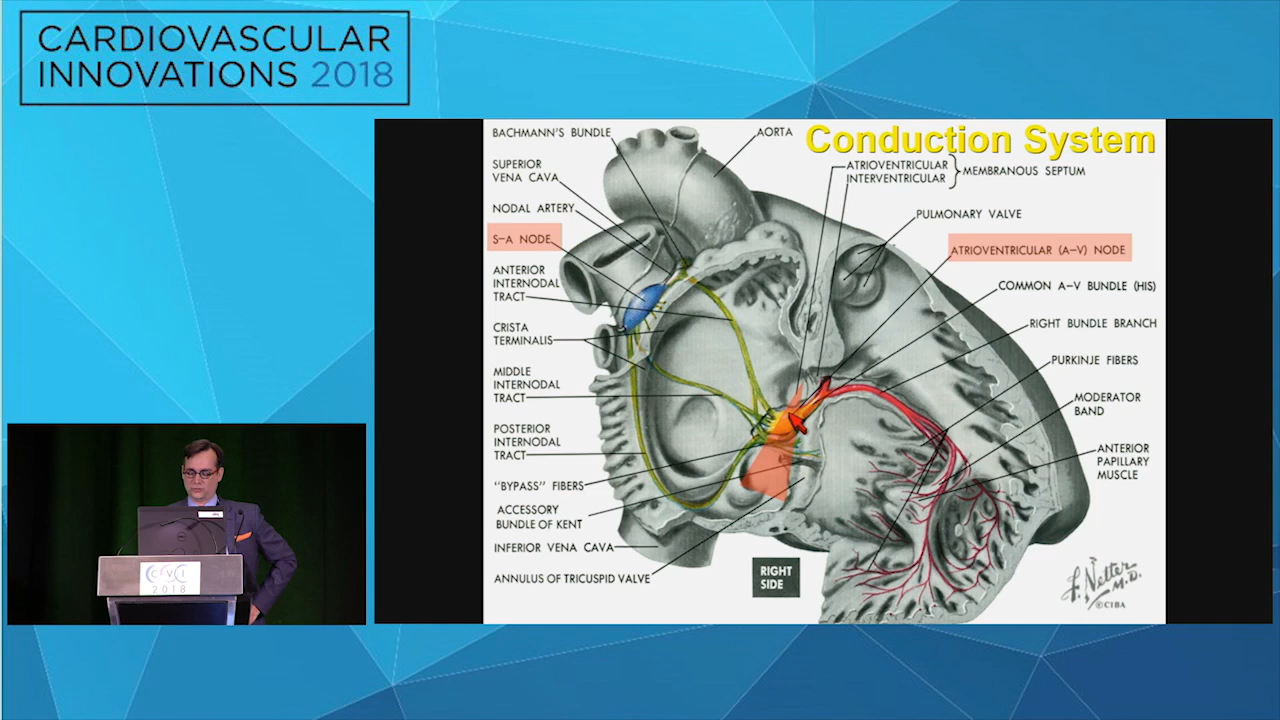 CARDIOVASCULAR
INNOVATIONS 2018
Conduction System
BACHMANN'S BUNDLE
SUPERIOR
VENA CAVA
NODAL ARTERY
S–A NODE
ANTERIOR
INTERNODAL
TRACT
CRISTA
TERMINALIS
MIDDLE
INTERNODAL
TRACT
POSTERIOR
INTERNODAL
TRACT
"BYPASS" FIBERS
ACCESSORY
BUNDLE OF KENT
INFERIOR VENA CAVA
ANNULUS OF TRICUSPID VALVE
AORTA
ATRIOVENTRICULAR
INTERVENTRICULAR
MEMBRANOUS SEPTUM
PULMONARY VALVE
ATRIOVENTRICULAR (A–V) NODE
COMMON A–V BUNDLE (HIS)
RIGHT BUNDLE BRANCH
PURKINJE FIBERS
MODERATOR
BAND
ANTERIOR
PAPILLARY
MUSCLE
RIGHT
SIDE
F. Netter
M.D.
©CIBA
CVI
2018